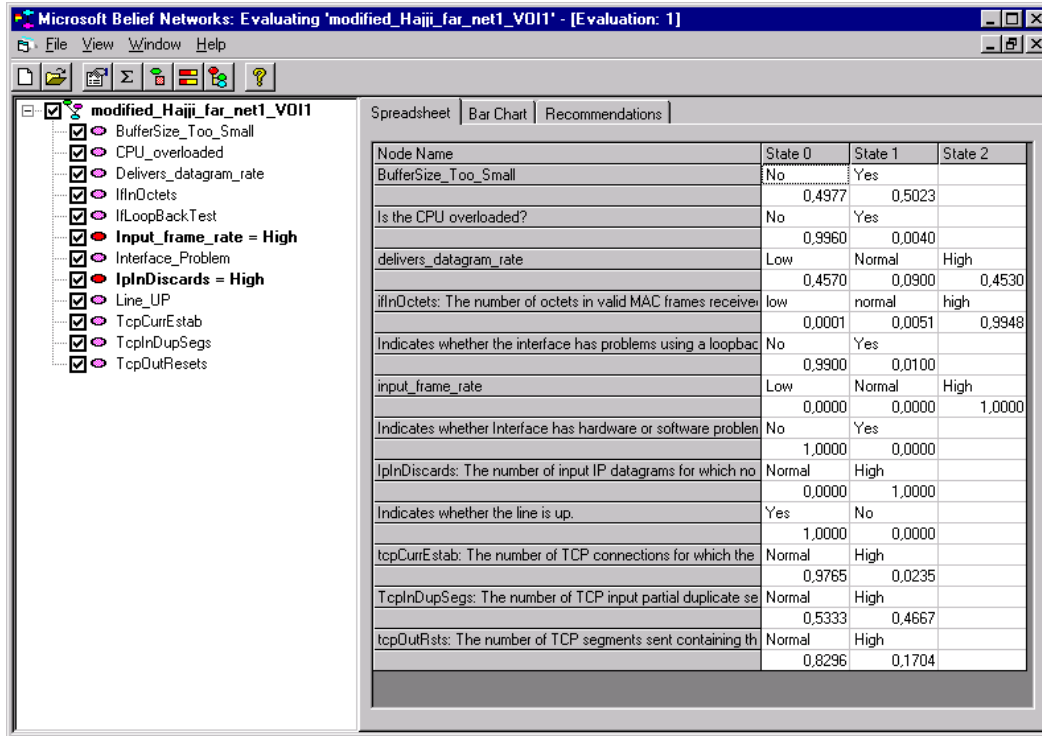 Microsoft Belief Networks: Evaluating 'modified_Hajji_far_net1_VOI1' - [Evaluation: 1]
File View Window Help
modified_Hajji_far_net1_VOI1
BufferSize_Too_Small
CPU_overloaded
Delivers_datagram_rate
IfInOctets
IfLoopBackTest
Input_frame_rate = High
Interface_Problem
IpInDiscards = High
Line_UP
TcpCurrEstab
TcpInDupSegs
TcpOutResets
Spreadsheet Bar Chart Recommendations
Node Name State 0 State 1 State 2
BufferSize_Too_Small No Yes
0,4977 0,5023
Is the CPU overloaded? No Yes
0,9960 0,0040
delivers_datagram_rate Low Normal High
0,4570 0,0900 0,4530
ifInOctets: The number of octets in valid MAC frames receive low normal high
0,0001 0,0051 0,9948
Indicates whether the interface has problems using a loopbac No Yes
0,9900 0,0100
input_frame_rate Low Normal High
0,0000 0,0000 1,0000
Indicates whether Interface has hardware or software problem No Yes
1,0000 0,0000
IpInDiscards: The number of input IP datagrams for which no Normal High
0,0000 1,0000
Indicates whether the line is up. Yes No
1,0000 0,0000
tcpCurrEstab: The number of TCP connections for which the Normal High
0,9765 0,0235
TcpInDupSegs: The number of TCP input partial duplicate se Normal High
0,5333 0,4667
tcpOutRsts: The number of TCP segments sent containing th Normal High
0,8296 0,1704